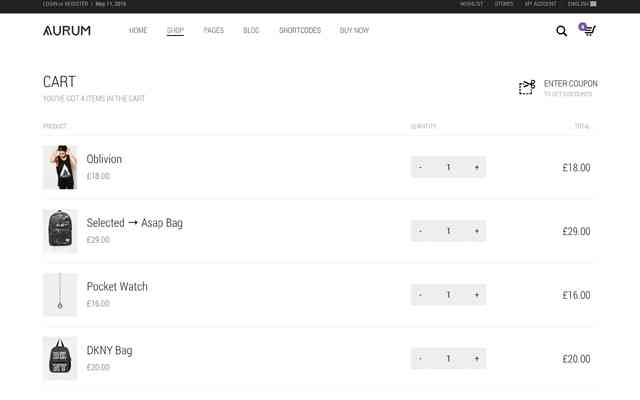 LOGIN or REGISTER | May 11, 2016
WISHLIST STORES MY ACCOUNT ENGLISH
AURUM HOME SHOP PAGES BLOG SHORTCODES BUY NOW
CART
YOU'VE GOT 4 ITEMS IN THE CART
ENTER COUPON
TO GET DISCOUNTS
PRODUCT QUANTITY TOTAL
Oblivion
£18.00
- 1 +
£18.00
Selected → Asap Bag
£29.00
- 1 +
£29.00
Pocket Watch
£16.00
- 1 +
£16.00
DKNY Bag
£20.00
- 1 +
£20.00
DK
NY